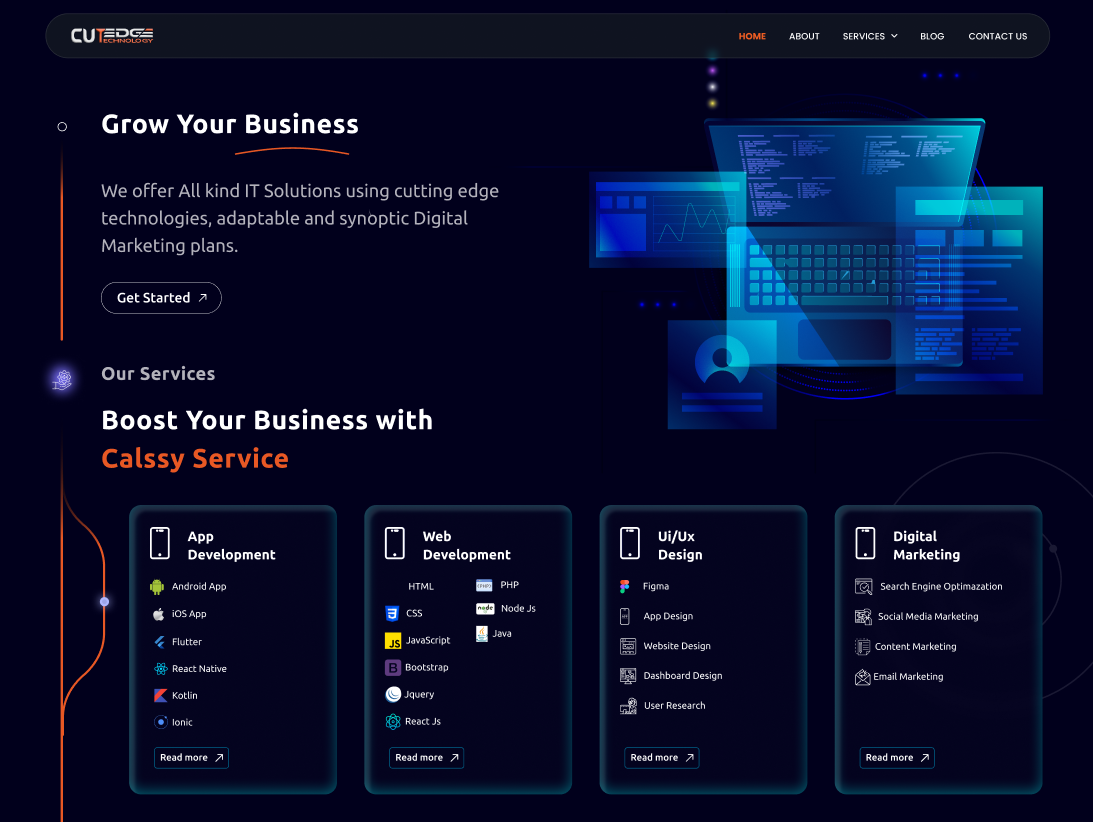 CUTEDGE
TECHNOLOGY
HOME
ABOUT
SERVICES
BLOG
CONTACT US
Grow Your Business
We offer All kind IT Solutions using cutting edge
technologies, adaptable and synoptic Digital
Marketing plans.
Get Started
Our Services
Boost Your Business with
Calssy Service
App
Development
Android App
iOS App
Flutter
React Native
Kotlin
Ionic
Read more
Web
Development
HTML
CSS
JavaScript
Bootstrap
Jquery
React Js
PHP
Node Js
Java
Read more
Ui/Ux
Design
Figma
App Design
Website Design
Dashboard Design
User Research
Read more
Digital
Marketing
Search Engine Optimazation
Social Media Marketing
Content Marketing
Email Marketing
Read more